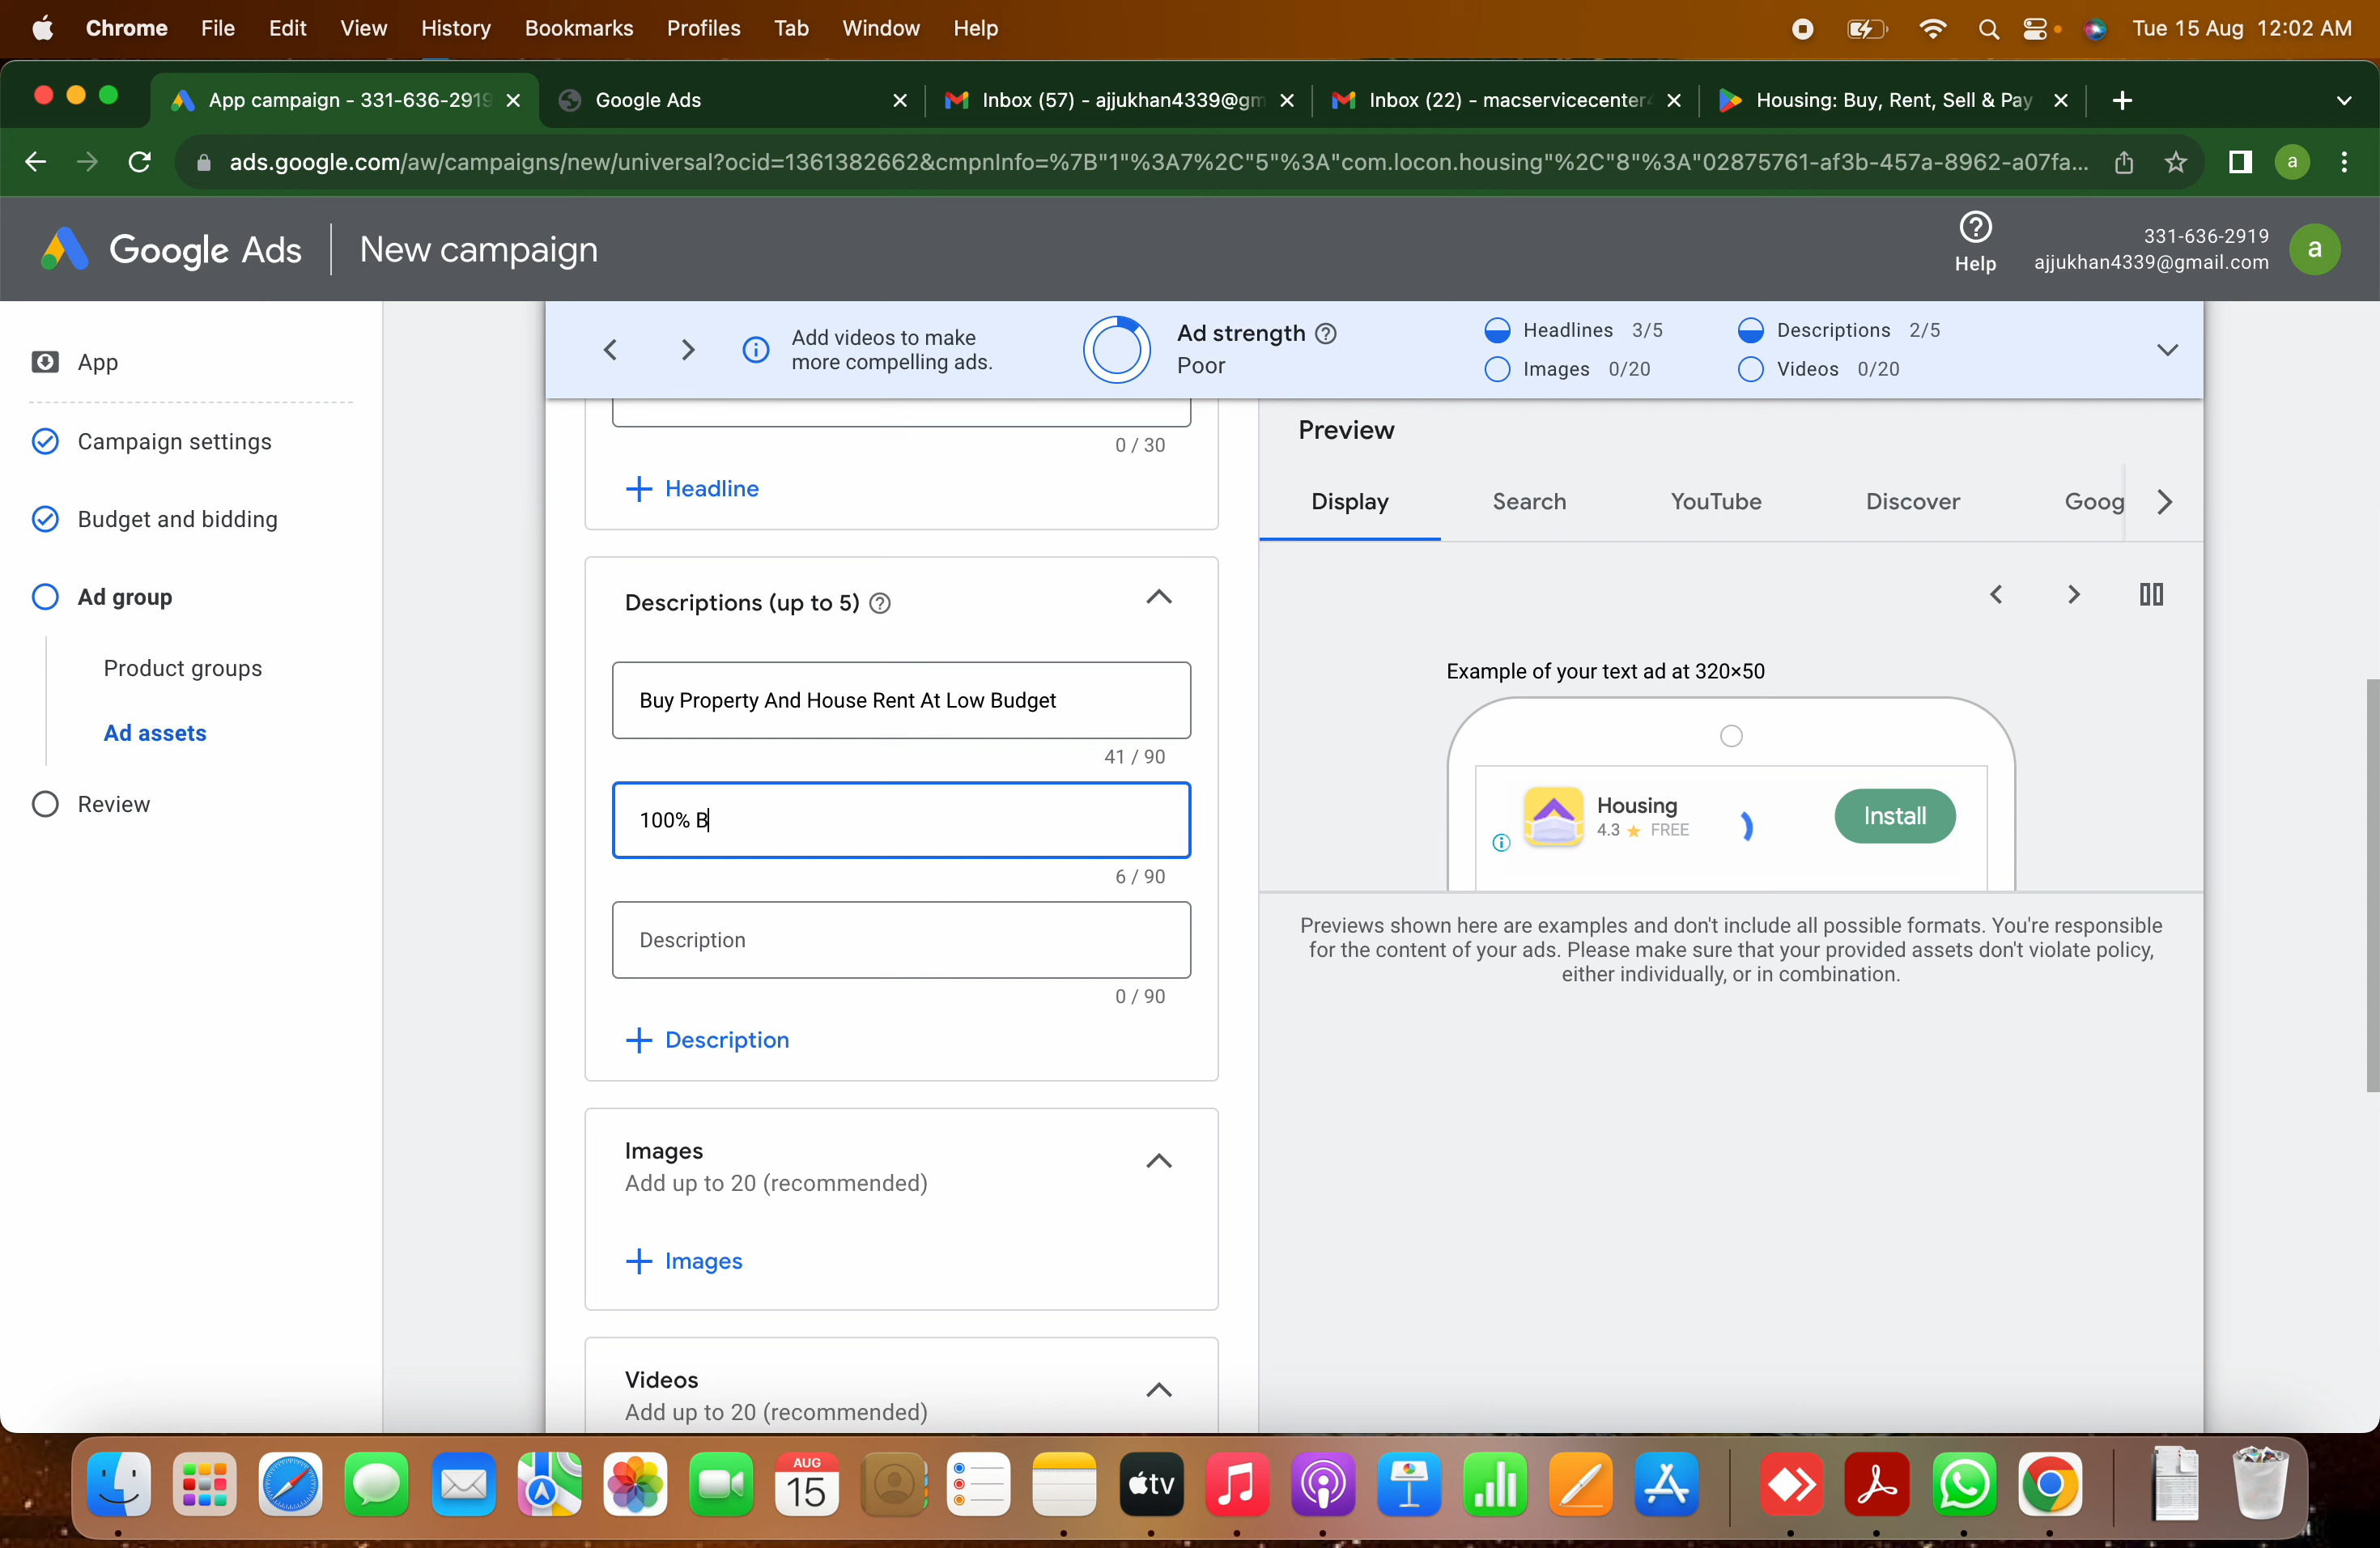 Chrome File Edit View History Bookmarks Profiles Tab Window Help Tue 15 Aug 12:02 AM
App campaign - 331-636-2919 Google Ads Inbox (57) - ajjukhan4339@gm Inbox (22) - macservicecenter4 Housing: Buy, Rent, Sell & Pay
ads.google.com/aw/campaigns/new/universal?ocid=1361382662&cmpnInfo=%7B"1"%3A7%2C"5"%3A"com.locon.housing"%2C"8"%3A"02875761-af3b-457a-8962-a07fa... a
Google Ads New campaign
Help
331-636-2919
ajjukhan4339@gmail.com
a
App
Campaign settings
Budget and bidding
Ad group
Product groups
Ad assets
Review
Add videos to make
more compelling ads.
Ad strength
Poor
Headlines 3/5
Descriptions 2/5
Images 0/20
Videos 0/20
0 / 30
Headline
Descriptions (up to 5)
Buy Property And House Rent At Low Budget
41 / 90
100% B
6 / 90
Description
0 / 90
Description
Images
Add up to 20 (recommended)
Images
Videos
Add up to 20 (recommended)
Preview
Display Search YouTube Discover Goog
Example of your text ad at 320×50
Housing
4.3 FREE
Install
Previews shown here are examples and don't include all possible formats. You're responsible
for the content of your ads. Please make sure that your provided assets don't violate policy,
either individually, or in combination.
AUG
15
tv